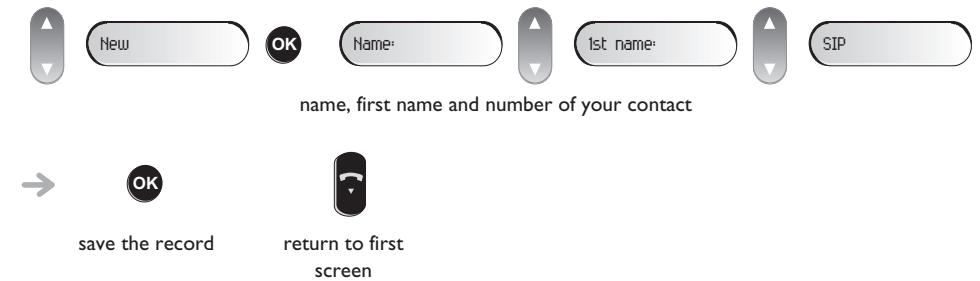 New OK Name: 1st name: SIP
name, first name and number of your contact
OK
save the record return to first
screen